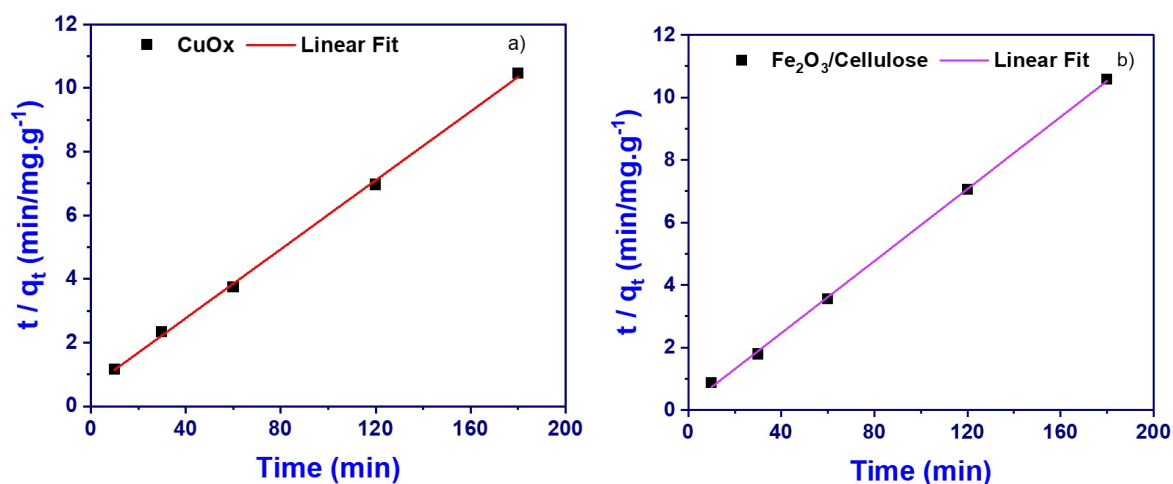 CuOx Linear Fit a)
t / qₜ (min/mg.g⁻¹)
12
10
8
6
4
2
0
0 40 80 120 160 200
Time (min)
Fe₂O₃/Cellulose Linear Fit b)
t / qₜ (min/mg.g⁻¹)
12
10
8
6
4
2
0
0 40 80 120 160 200
Time (min)